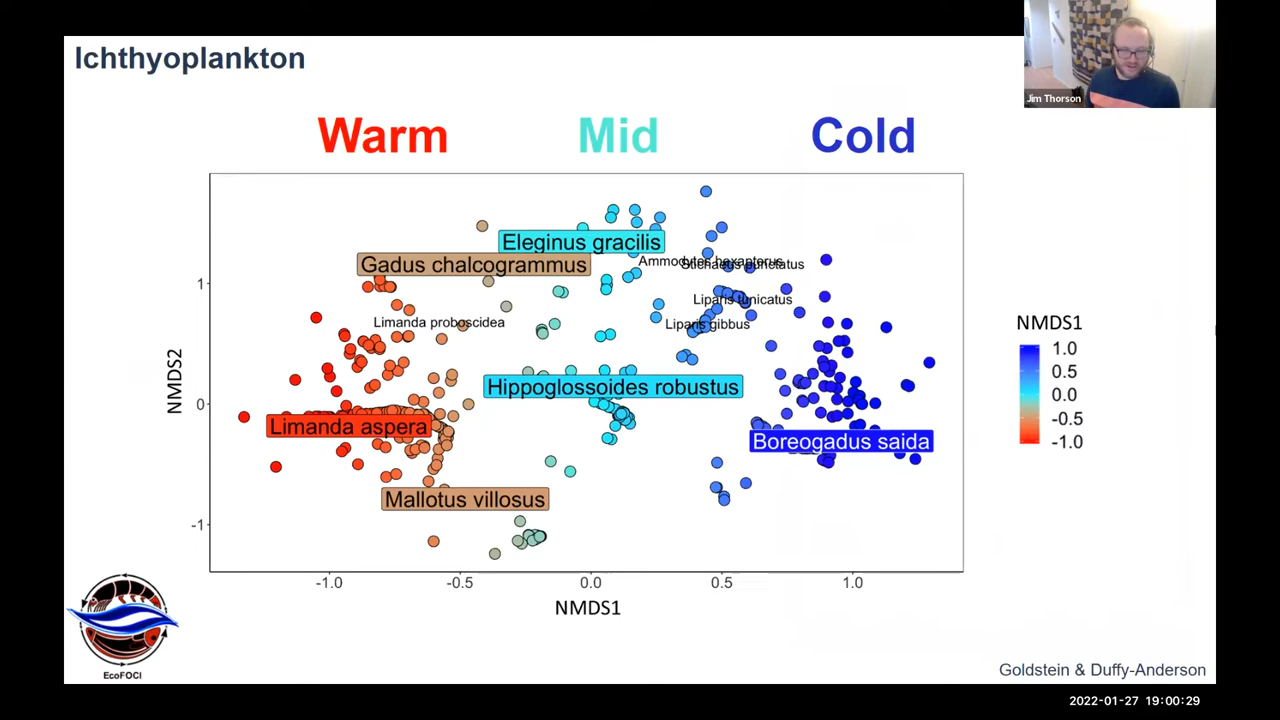 Ichthyoplankton
Jim Thorson
Warm Mid Cold
Eleginus gracilis
Gadus chalcogrammus
Ammodytes hexapterus
Stichaeus punctatus
Liparis tunicatus
Limanda proboscidea
Liparis gibbus
Hippoglossoides robustus
Limanda aspera
Boreogadus saida
Mallotus villosus
NMDS2
1
0
-1
-1.0 -0.5 0.0 0.5 1.0
NMDS1
NMDS1
1.0
0.5
0.0
-0.5
-1.0
EcoFOCI
Goldstein & Duffy-Anderson
2022-01-27 19:00:29